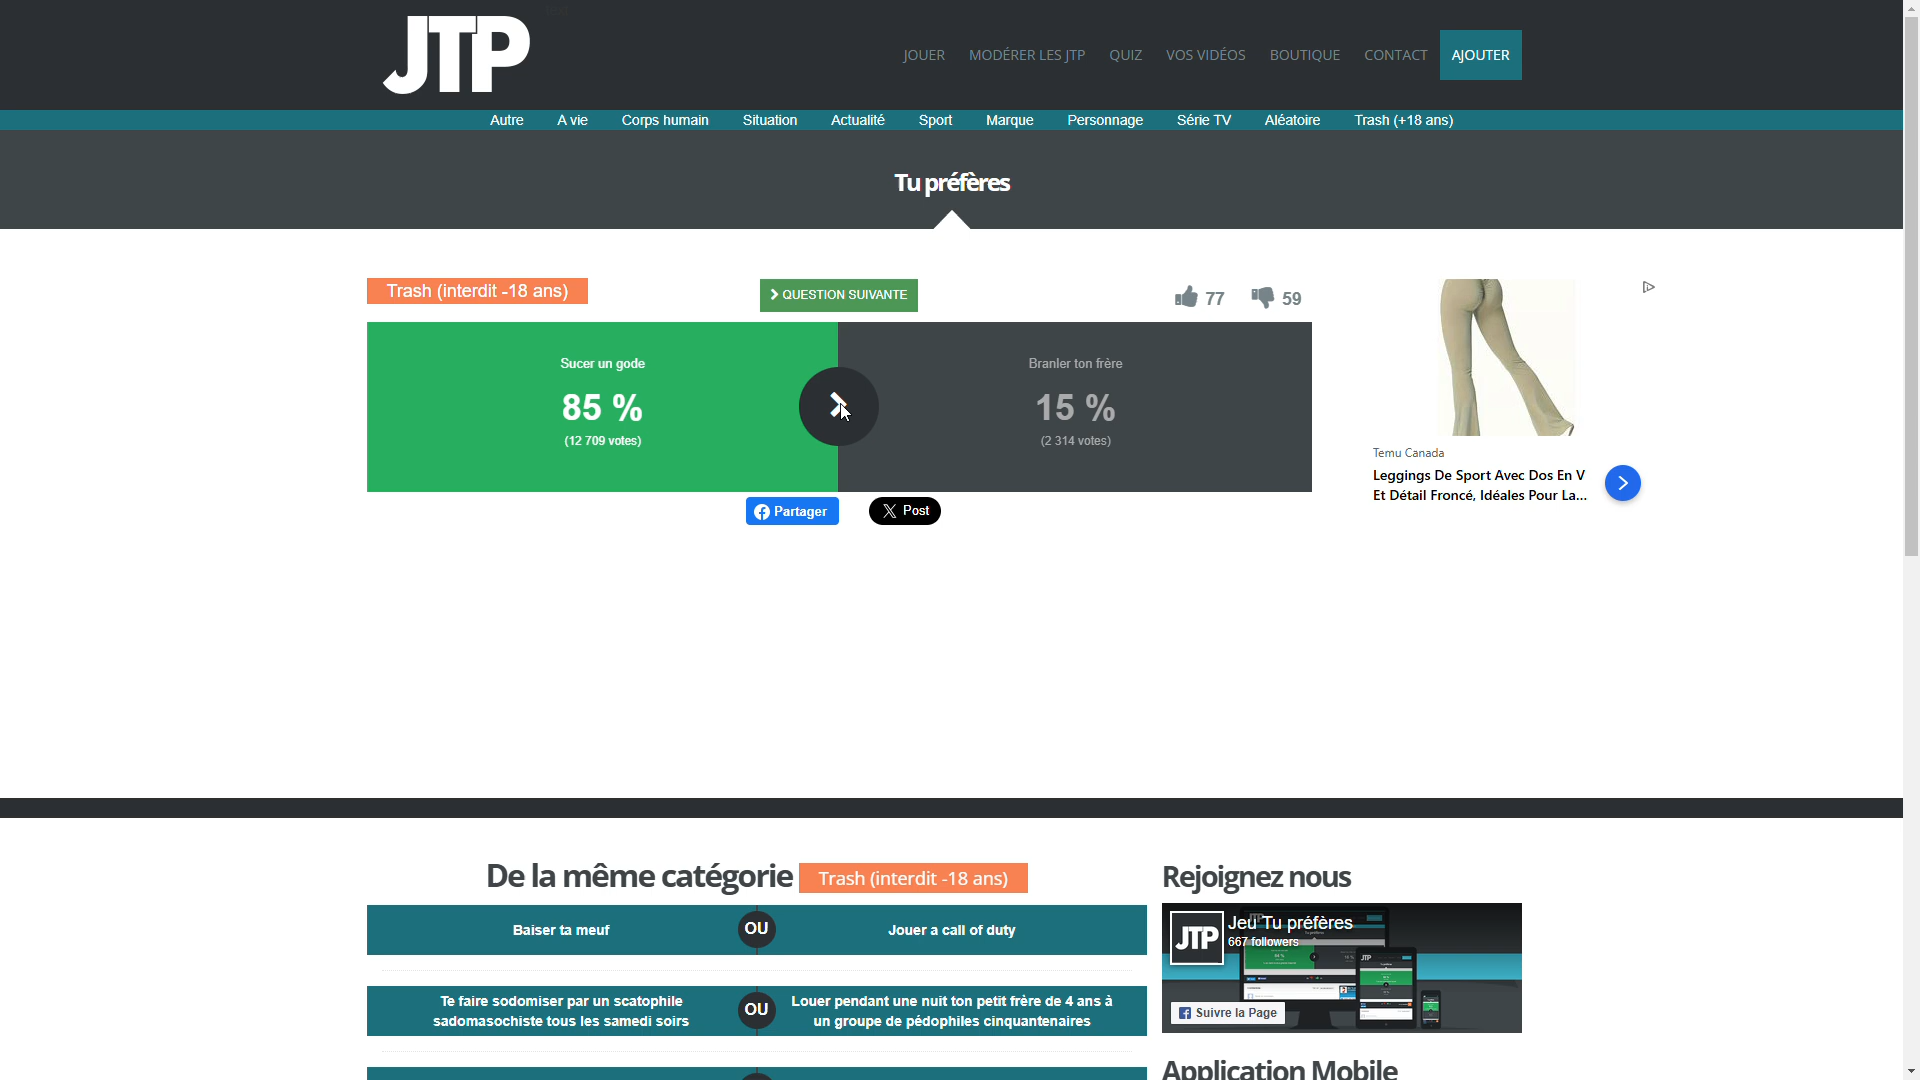 JTP
JOUER
MODÉRER LES JTP
QUIZ
VOS VIDÉOS
BOUTIQUE
CONTACT
AJOUTER
Autre
A vie
Corps humain
Situation
Actualité
Sport
Marque
Personnage
Série TV
Aléatoire
Trash (+18 ans)
Tu préfères
Trash (interdit -18 ans)
QUESTION SUIVANTE
77
59
Sucer un gode
85 %
(12 709 votes)
Branler ton frère
15 %
(2 314 votes)
Partager
Post
Temu Canada
Leggings De Sport Avec Dos En V
Et Détail Froncé, Idéales Pour La...
De la même catégorie
Trash (interdit -18 ans)
Baiser ta meuf
OU
Jouer a call of duty
Te faire sodomiser par un scatophile
sadomasochiste tous les samedi soirs
OU
Louer pendant une nuit ton petit frère de 4 ans à
un groupe de pédophiles cinquantenaires
Rejoignez nous
JTP
Jeu Tu préfères
667 followers
Suivre la Page
Application Mobile